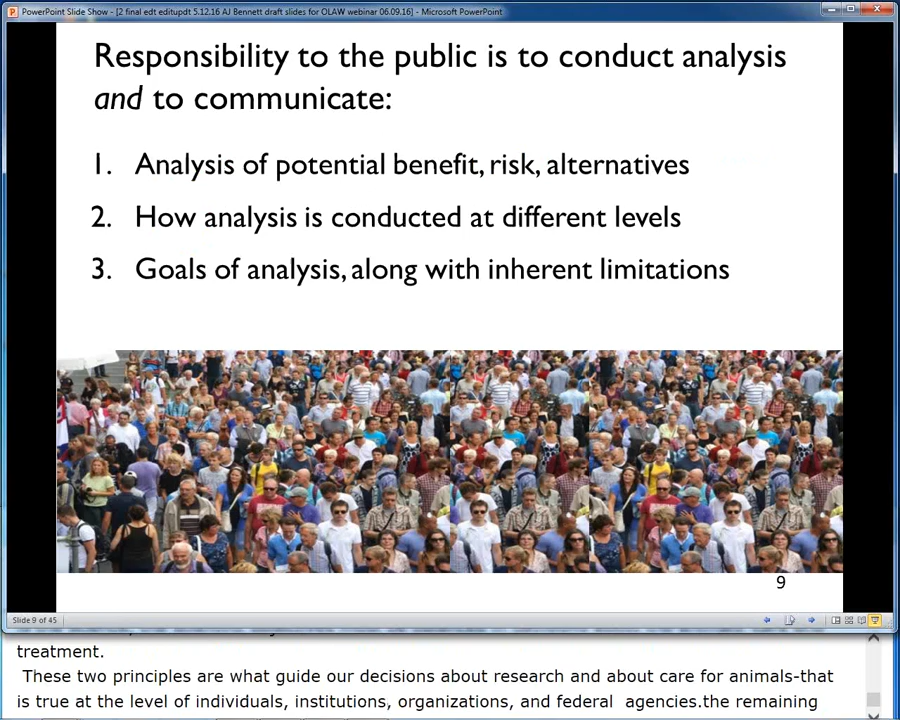 PowerPoint Slide Show - [2 final edt editupdt 5.12.16 AJ Bennett draft slides for OLAW webinar 06.09.16] - Microsoft PowerPoint
Responsibility to the public is to conduct analysis
and to communicate:
1. Analysis of potential benefit, risk, alternatives
2. How analysis is conducted at different levels
3. Goals of analysis, along with inherent limitations
9
Slide 9 of 45
treatment.
These two principles are what guide our decisions about research and about care for animals-that
is true at the level of individuals, institutions, organizations, and federal agencies.the remaining